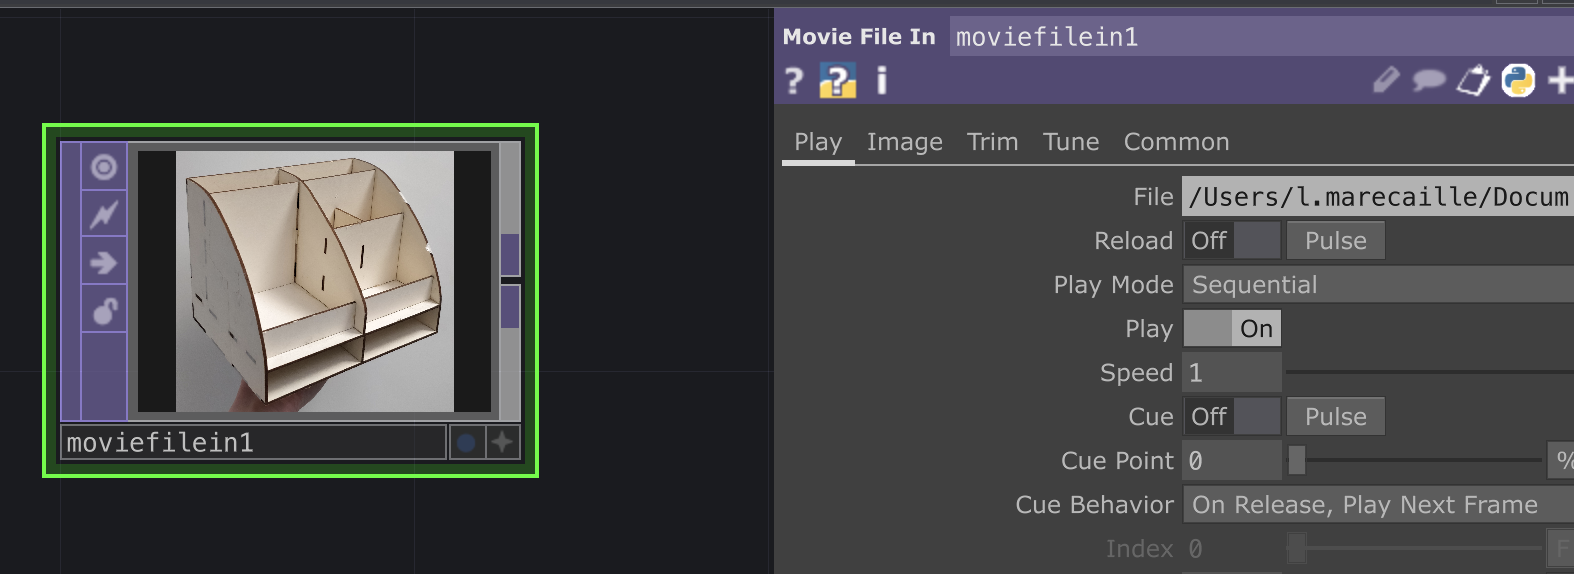 Movie File In moviefilein1
? ? i
Play Image Trim Tune Common
File /Users/l.marecaille/Docum
Reload Off Pulse
Play Mode Sequential
Play On
Speed 1
Cue Off Pulse
Cue Point 0 %
Cue Behavior On Release, Play Next Frame
Index 0 F
moviefilein1